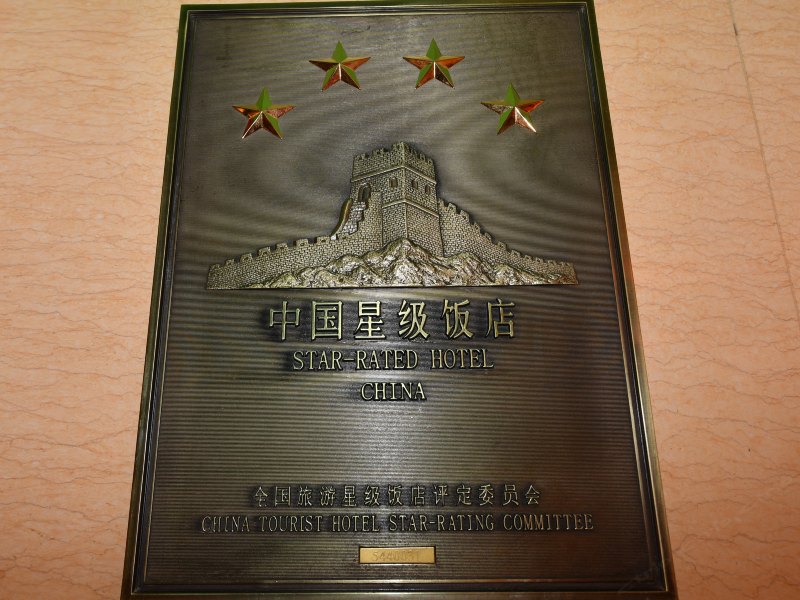 中国星级饭店
STAR-RATED HOTEL
CHINA
全国旅游星级饭店评定委员会
CHINA TOURIST HOTEL STAR-RATING COMMITTEE